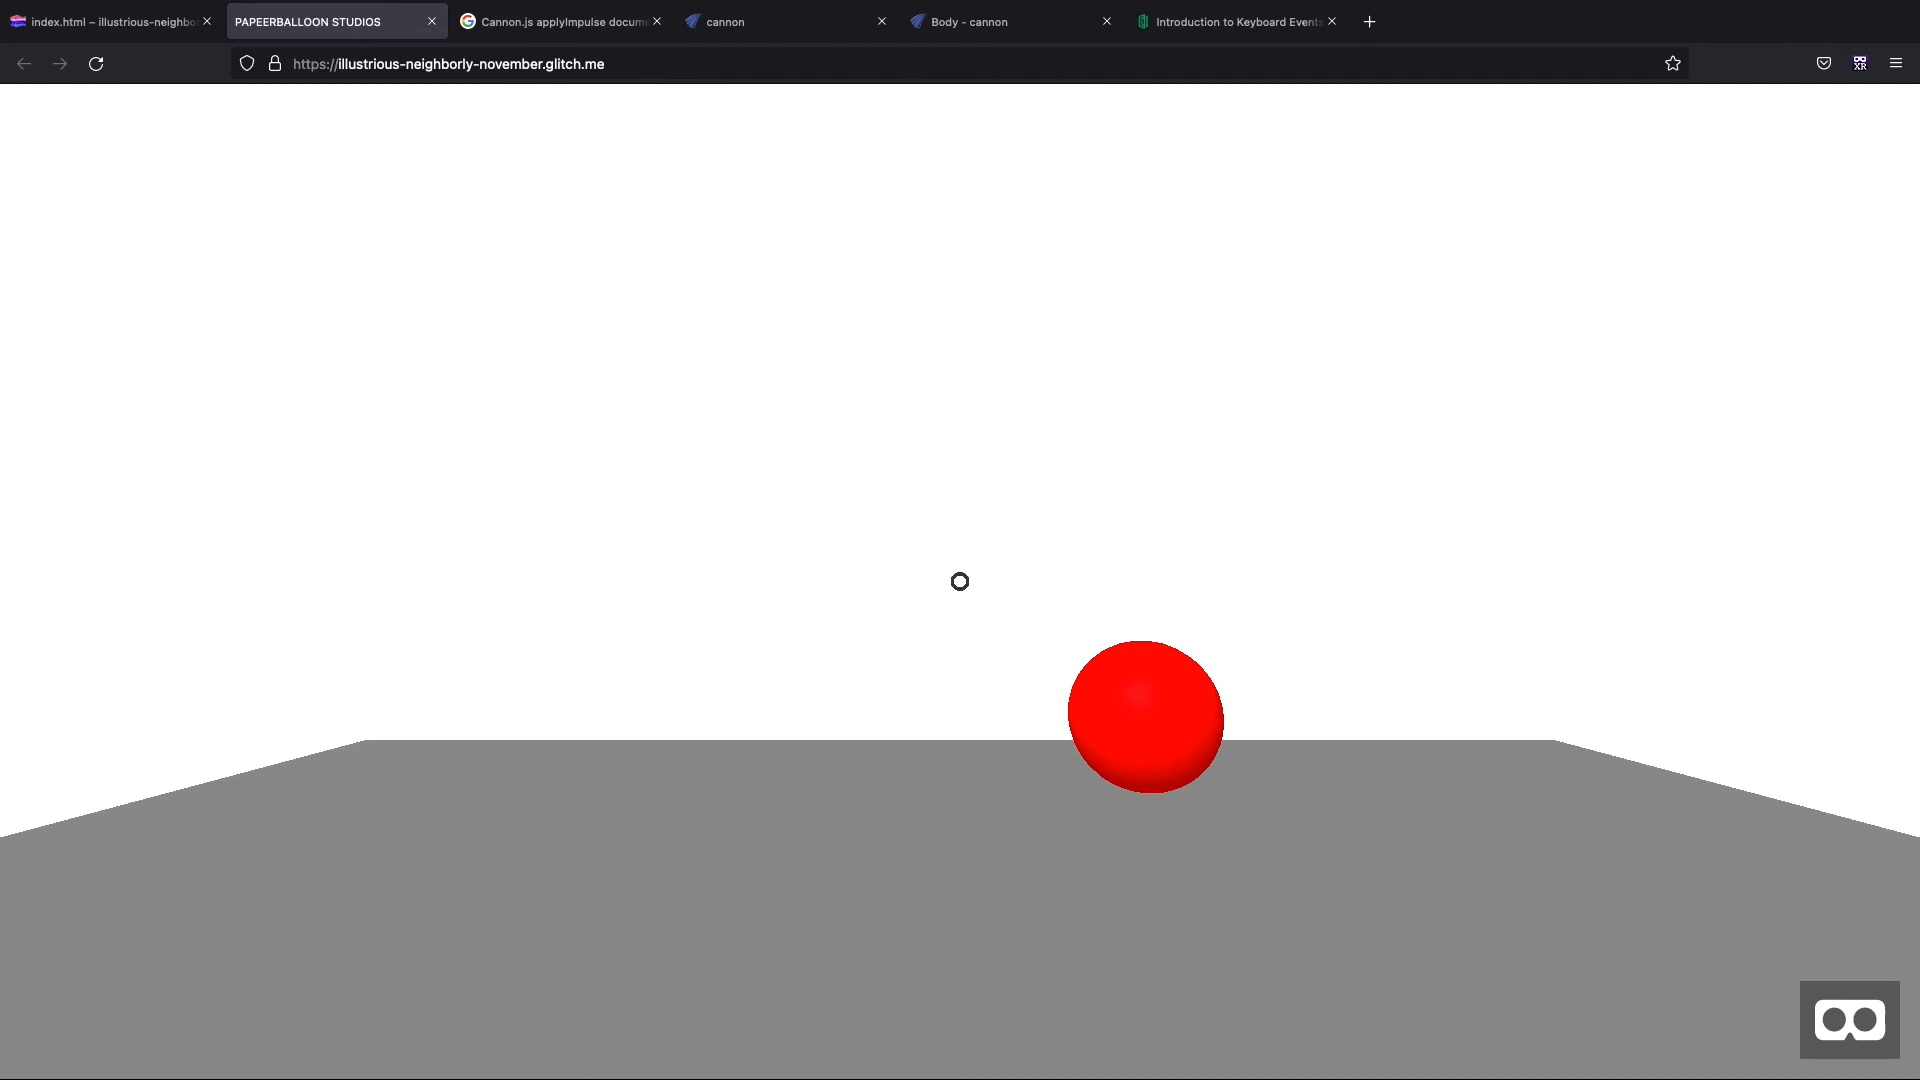 index.html – illustrious-neighbo
PAPEERBALLOON STUDIOS
Cannon.js applyImpulse docum
cannon
Body - cannon
Introduction to Keyboard Events
https://illustrious-neighborly-november.glitch.me
XR